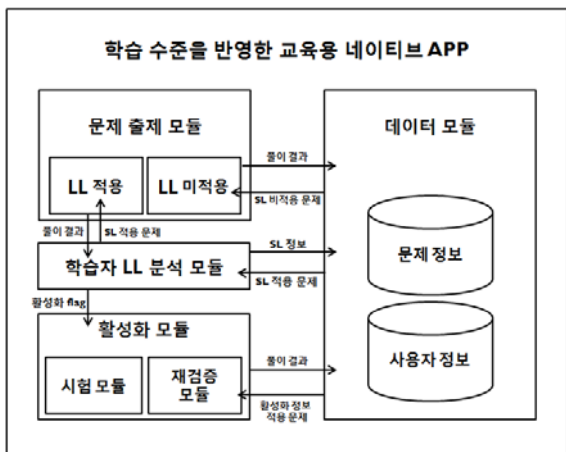 학습 수준을 반영한 교육용 네이티브 APP
문제 출제 모듈
LL 적용
LL 미적용
풀이 결과
SL 비적용 문제
데이터 모듈
풀이 결과
SL 적용 문제
학습자 LL 분석 모듈
SL 정보
SL 적용 문제
문제 정보
활성화 flag
활성화 모듈
시험 모듈
재검증
모듈
풀이 결과
활성화 정보
적용 문제
사용자 정보